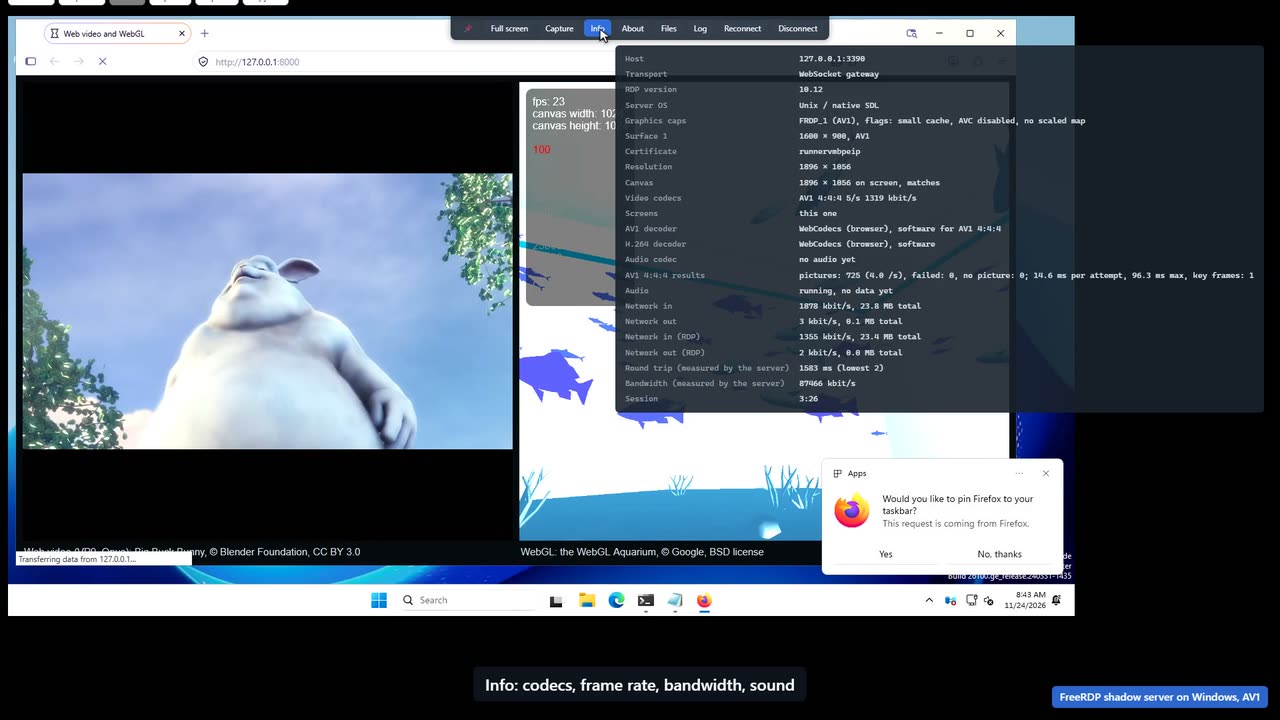 Web video and WebGL
Full screen
Capture
Info
About
Files
Log
Reconnect
Disconnect
http://127.0.0.1:8000
fps: 23
canvas width: 102
canvas height: 10
100
Host 127.0.0.1:3390
Transport WebSocket gateway
RDP version 10.12
Server OS Unix / native SDL
Graphics caps FRDP_1 (AV1), flags: small cache, AVC disabled, no scaled map
Surface 1 1600 × 900, AV1
Certificate runnervmbpeip
Resolution 1896 × 1056
Canvas 1896 × 1056 on screen, matches
Video codecs AV1 4:4:4 5/s 1319 kbit/s
Screens this one
AV1 decoder WebCodecs (browser), software for AV1 4:4:4
H.264 decoder WebCodecs (browser), software
Audio codec no audio yet
AV1 4:4:4 results pictures: 725 (4.0 /s), failed: 0, no picture: 0; 14.6 ms per attempt, 96.3 ms max, key frames: 1
Audio running, no data yet
Network in 1878 kbit/s, 23.8 MB total
Network out 3 kbit/s, 0.1 MB total
Network in (RDP) 1355 kbit/s, 23.4 MB total
Network out (RDP) 2 kbit/s, 0.0 MB total
Round trip (measured by the server) 1583 ms (lowest 2)
Bandwidth (measured by the server) 87466 kbit/s
Session 3:26
Apps
Would you like to pin Firefox to your
taskbar?
This request is coming from Firefox.
Yes
No, thanks
Bunny, © Blender Foundation, CC BY 3.0
WebGL: the WebGL Aquarium, © Google, BSD license
Transferring data from 127.0.0.1...
Build 26100.ge_release.240331-1435
Search
8:43 AM
11/24/2026
Info: codecs, frame rate, bandwidth, sound
FreeRDP shadow server on Windows, AV1